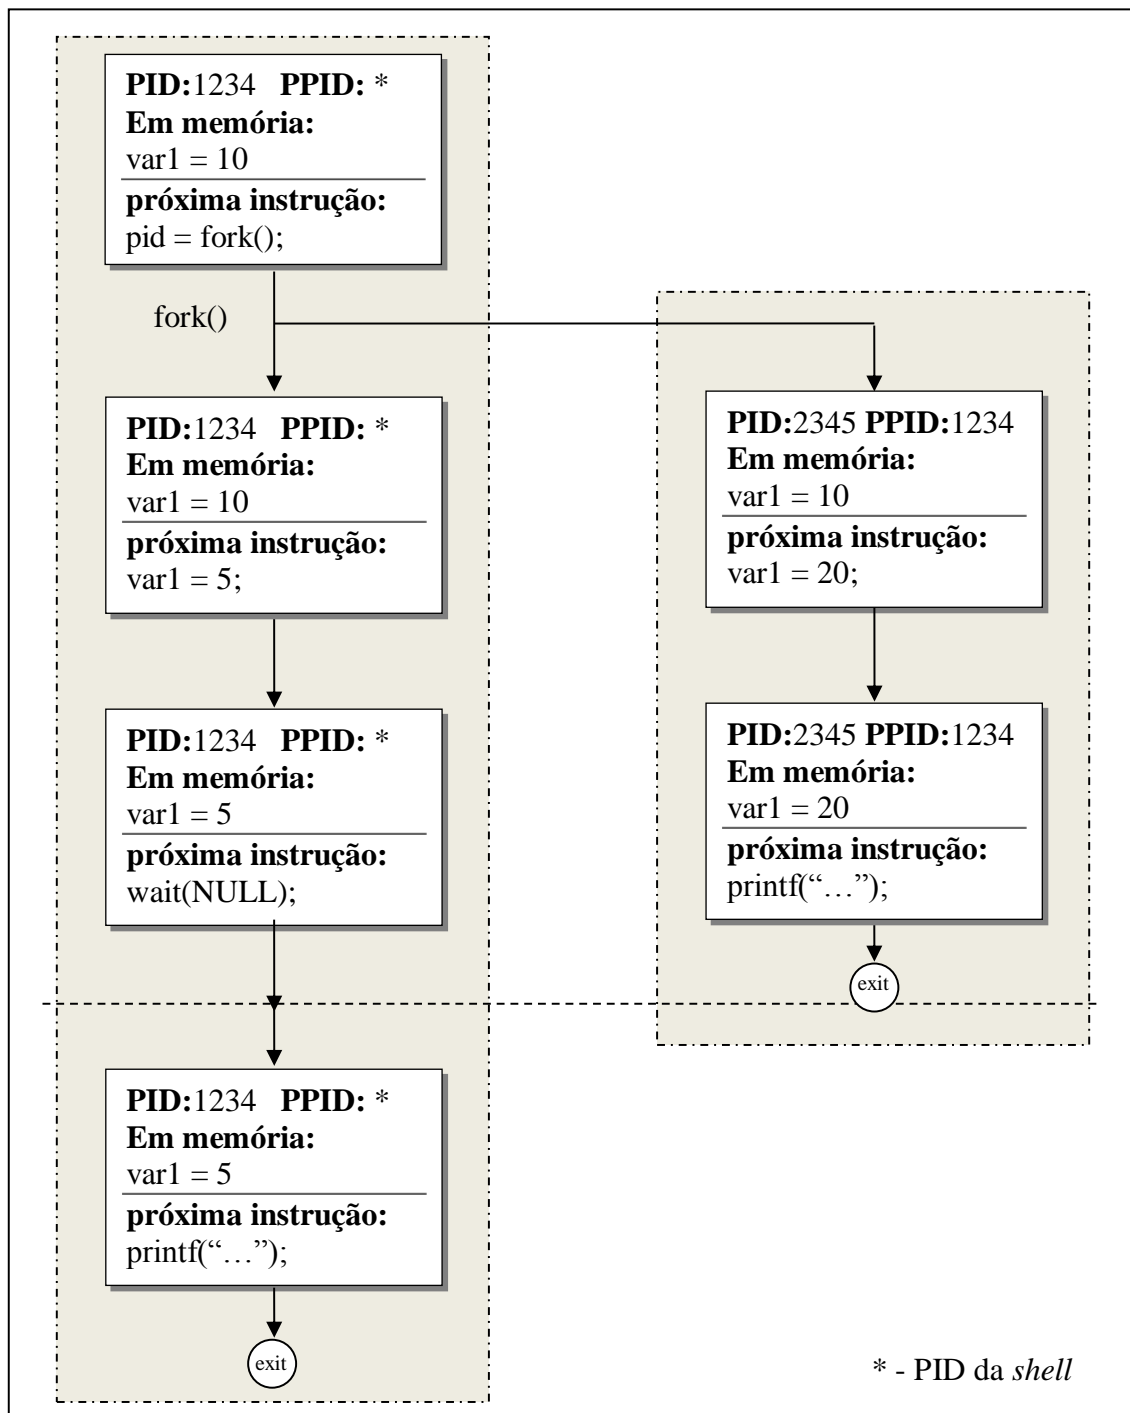 PID:1234 PPID: *
Em memória:
var1 = 10
próxima instrução:
pid = fork();
fork()
PID:1234 PPID: *
Em memória:
var1 = 10
próxima instrução:
var1 = 5;
PID:2345 PPID:1234
Em memória:
var1 = 10
próxima instrução:
var1 = 20;
PID:1234 PPID: *
Em memória:
var1 = 5
próxima instrução:
wait(NULL);
PID:2345 PPID:1234
Em memória:
var1 = 20
próxima instrução:
printf(“…”);
exit
PID:1234 PPID: *
Em memória:
var1 = 5
próxima instrução:
printf(“…”);
exit
* - PID da shell